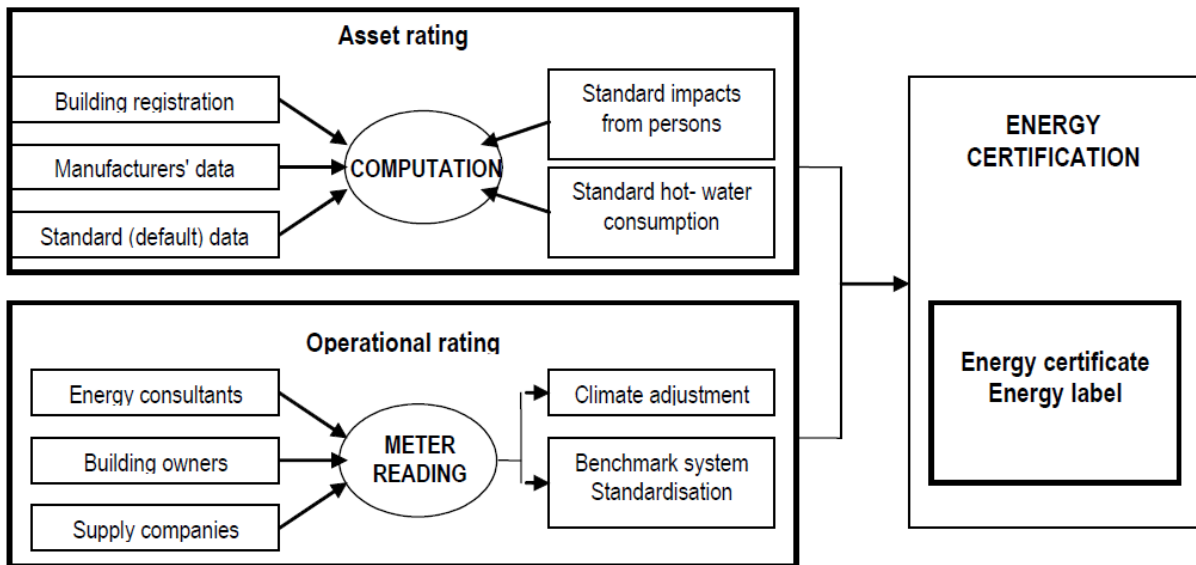 Asset rating
Building registration
Manufacturers' data
Standard (default) data
COMPUTATION
Standard impacts
from persons
Standard hot- water
consumption
Operational rating
Energy consultants
Building owners
Supply companies
METER
READING
Climate adjustment
Benchmark system
Standardisation
ENERGY
CERTIFICATION
Energy certificate
Energy label